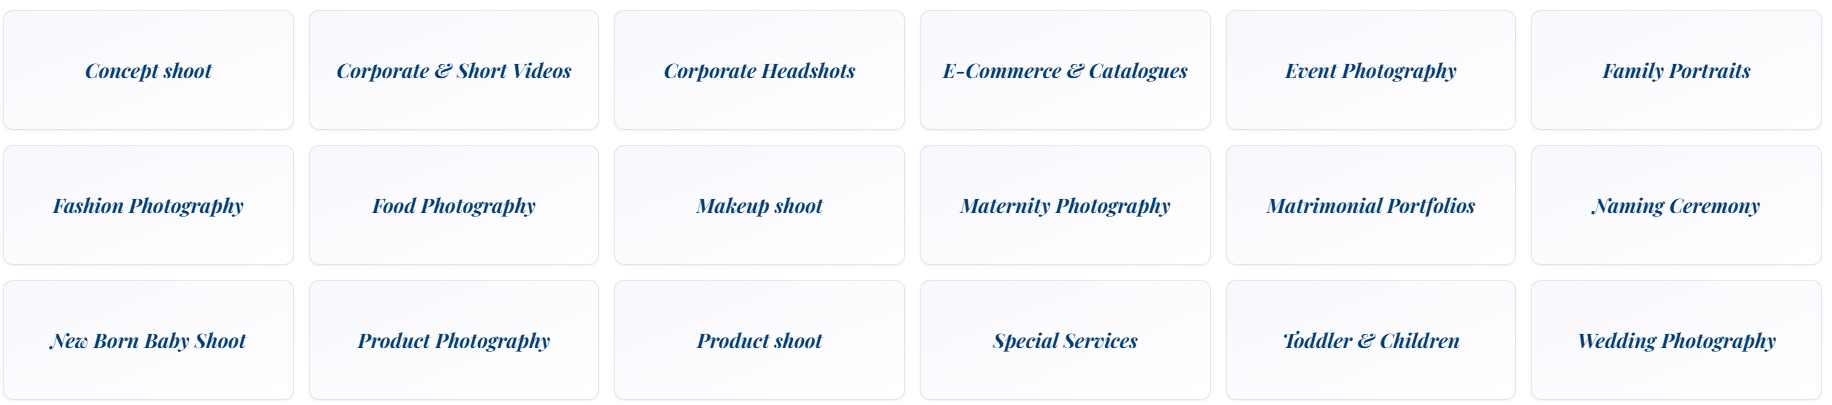 Concept shoot
Corporate & Short Videos
Corporate Headshots
E-Commerce & Catalogues
Event Photography
Family Portraits
Fashion Photography
Food Photography
Makeup shoot
Maternity Photography
Matrimonial Portfolios
Naming Ceremony
New Born Baby Shoot
Product Photography
Product shoot
Special Services
Toddler & Children
Wedding Photography